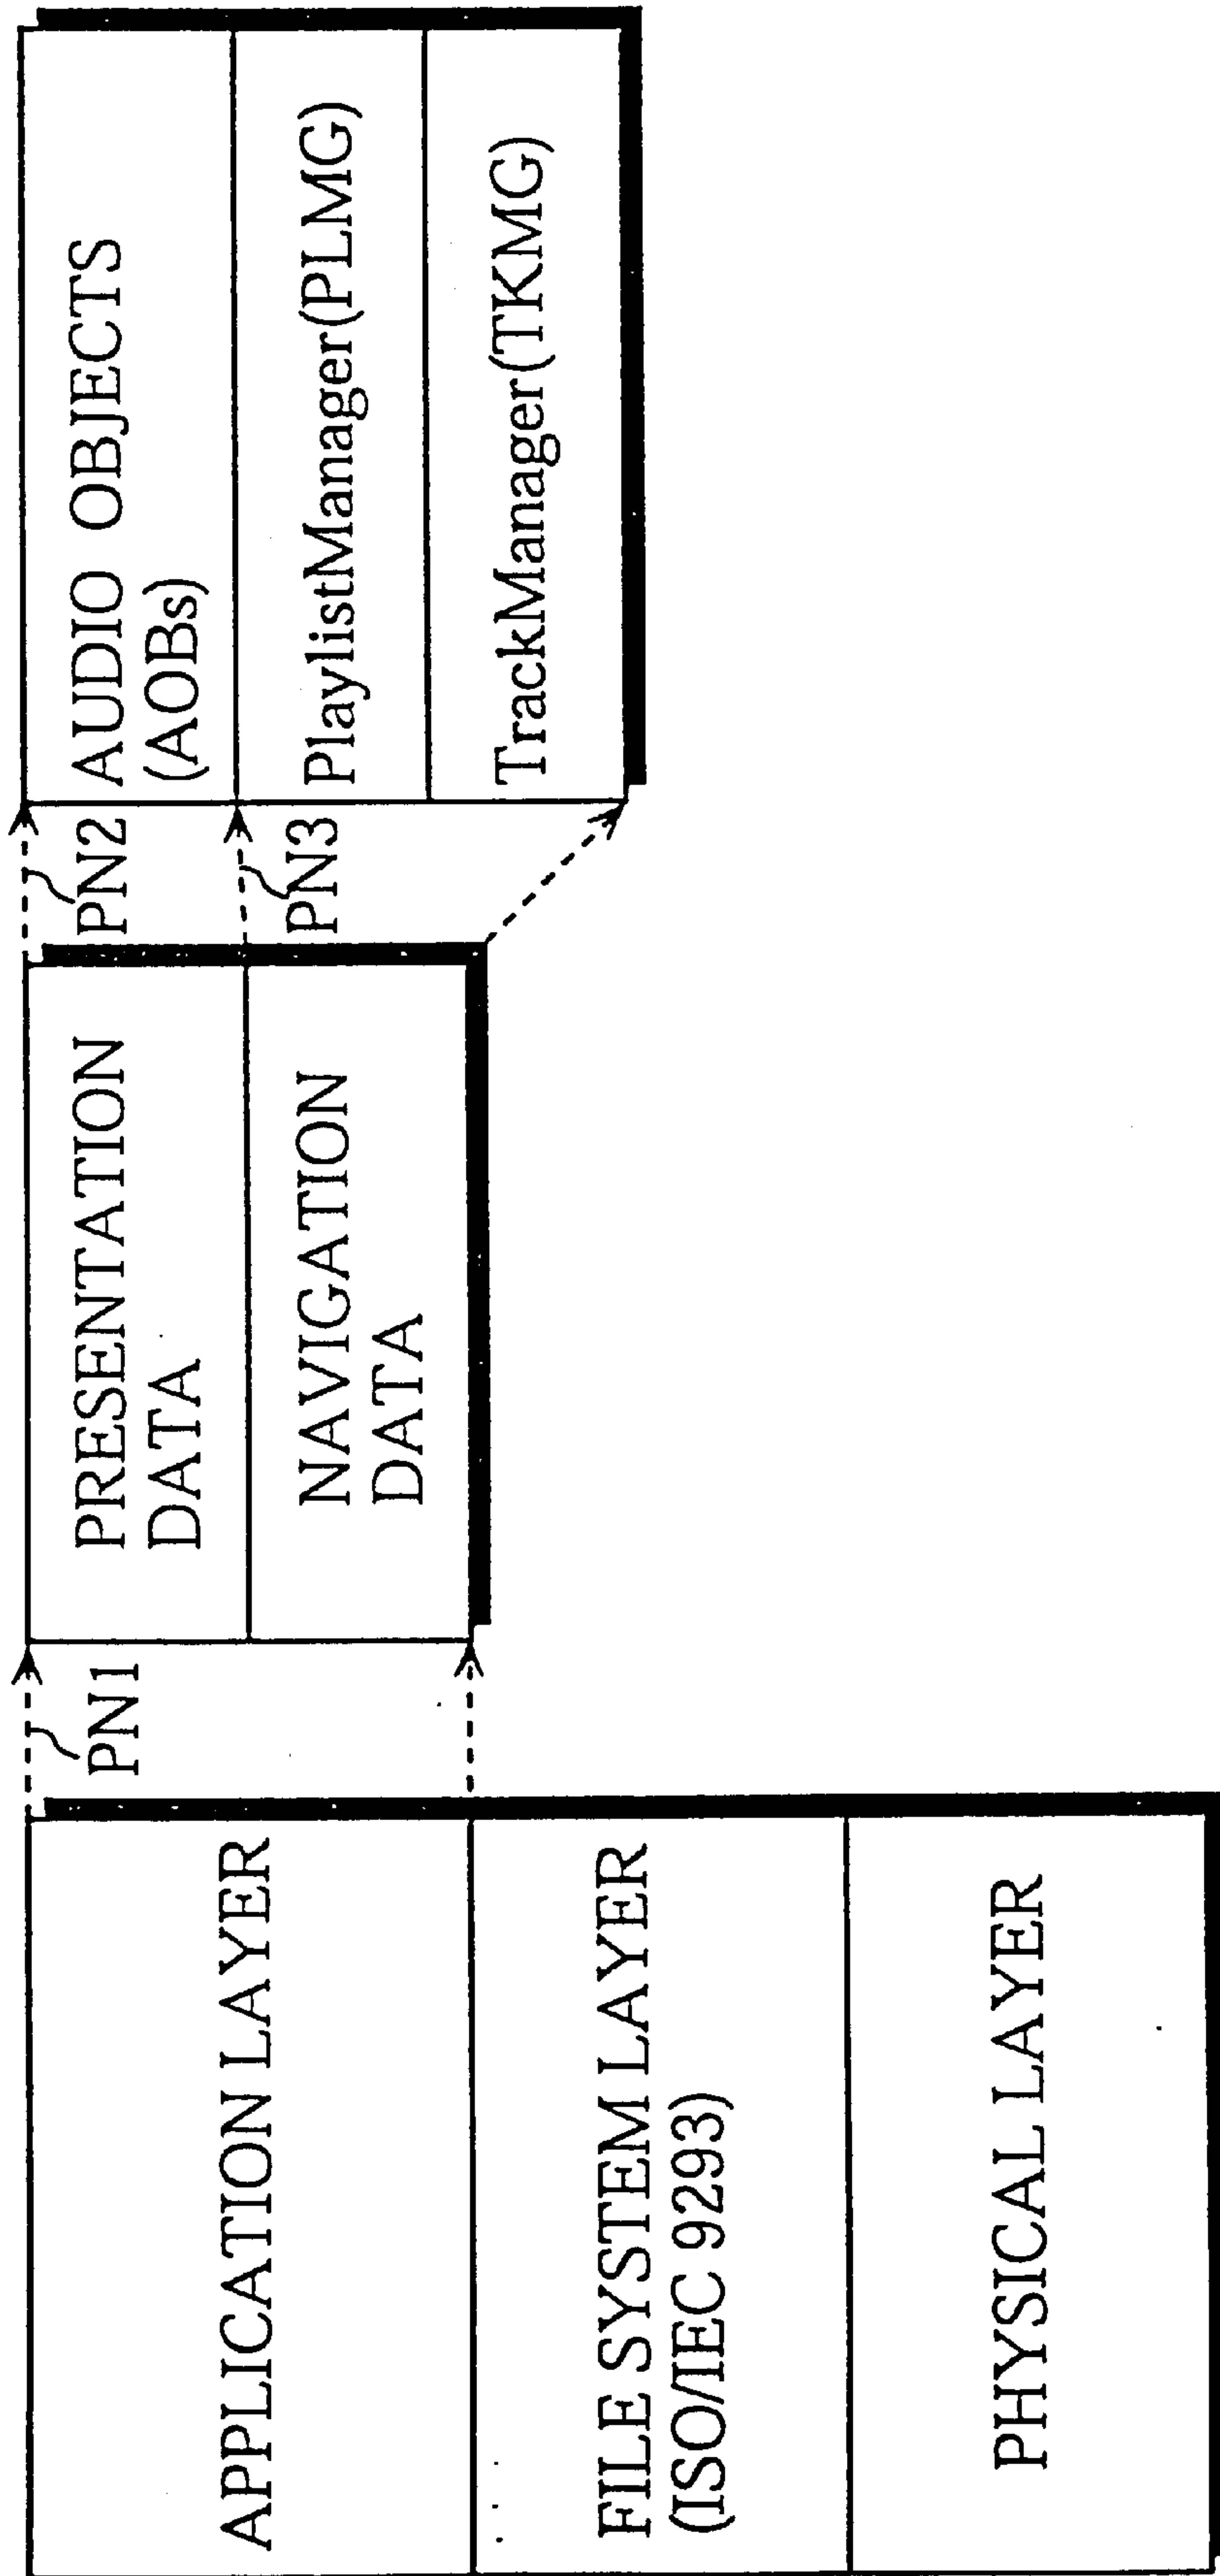 APPLICATION LAYER
FILE SYSTEM LAYER
(ISO/IEC 9293)
PHYSICAL LAYER
PN1
PRESENTATION
DATA
NAVIGATION
DATA
PN2
PN3
AUDIO OBJECTS
(AOBs)
PlaylistManager(PLMG)
TrackManager(TKMG)